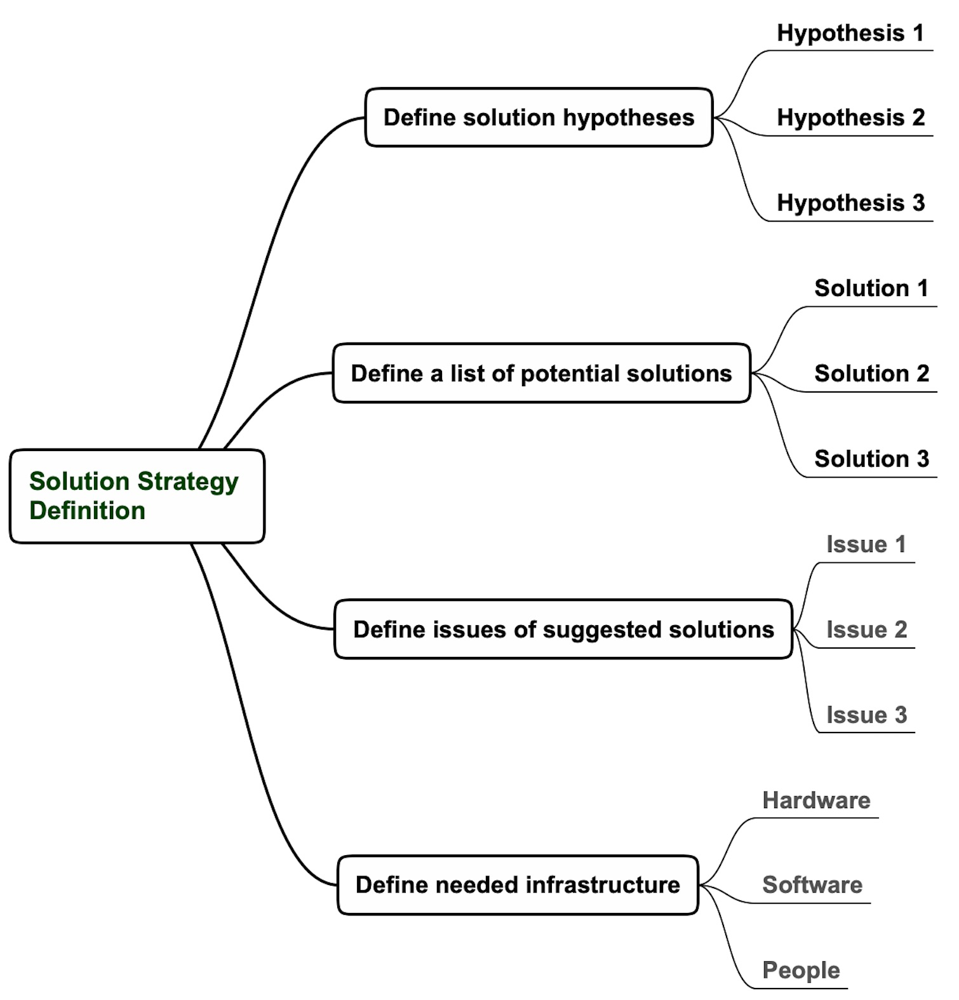 Hypothesis 1
Define solution hypotheses
Hypothesis 2
Hypothesis 3
Solution 1
Define a list of potential solutions
Solution 2
Solution 3
Solution Strategy
Definition
Issue 1
Define issues of suggested solutions
Issue 2
Issue 3
Hardware
Define needed infrastructure
Software
People